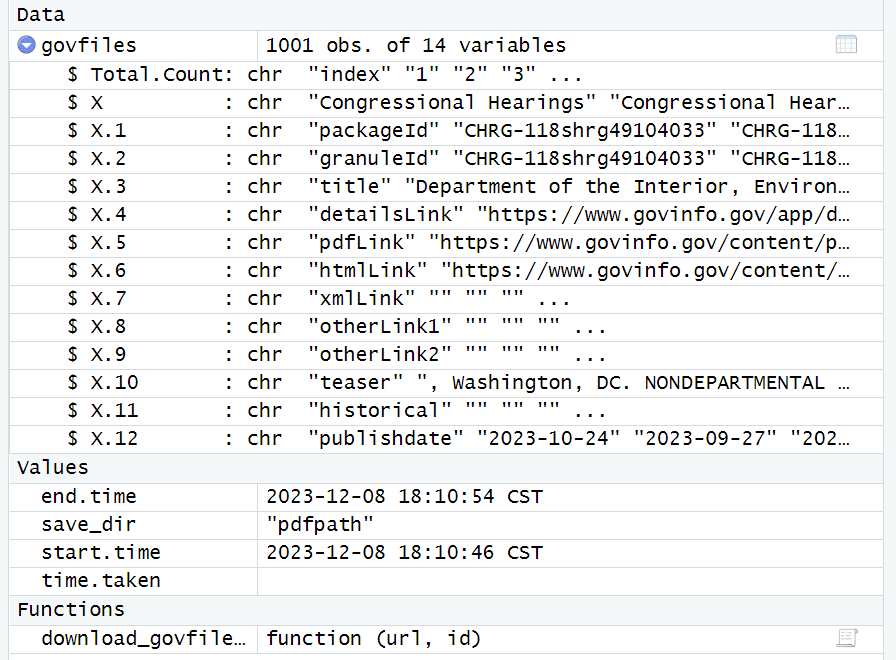 Data
govfiles 1001 obs. of 14 variables
$ Total.Count: chr "index" "1" "2" "3" ...
$ X : chr "Congressional Hearings" "Congressional Hear…
$ X.1 : chr "packageId" "CHRG-118shrg49104033" "CHRG-118…
$ X.2 : chr "granuleId" "CHRG-118shrg49104033" "CHRG-118…
$ X.3 : chr "title" "Department of the Interior, Environ…
$ X.4 : chr "detailsLink" "https://www.govinfo.gov/app/d…
$ X.5 : chr "pdfLink" "https://www.govinfo.gov/content/p…
$ X.6 : chr "htmlLink" "https://www.govinfo.gov/content/…
$ X.7 : chr "xmlLink" "" "" "" ...
$ X.8 : chr "otherLink1" "" "" "" ...
$ X.9 : chr "otherLink2" "" "" "" ...
$ X.10 : chr "teaser" ", Washington, DC. NONDEPARTMENTAL …
$ X.11 : chr "historical" "" "" "" ...
$ X.12 : chr "publishdate" "2023-10-24" "2023-09-27" "202…
Values
end.time 2023-12-08 18:10:54 CST
save_dir "pdfpath"
start.time 2023-12-08 18:10:46 CST
time.taken
Functions
download_govfile… function (url, id)